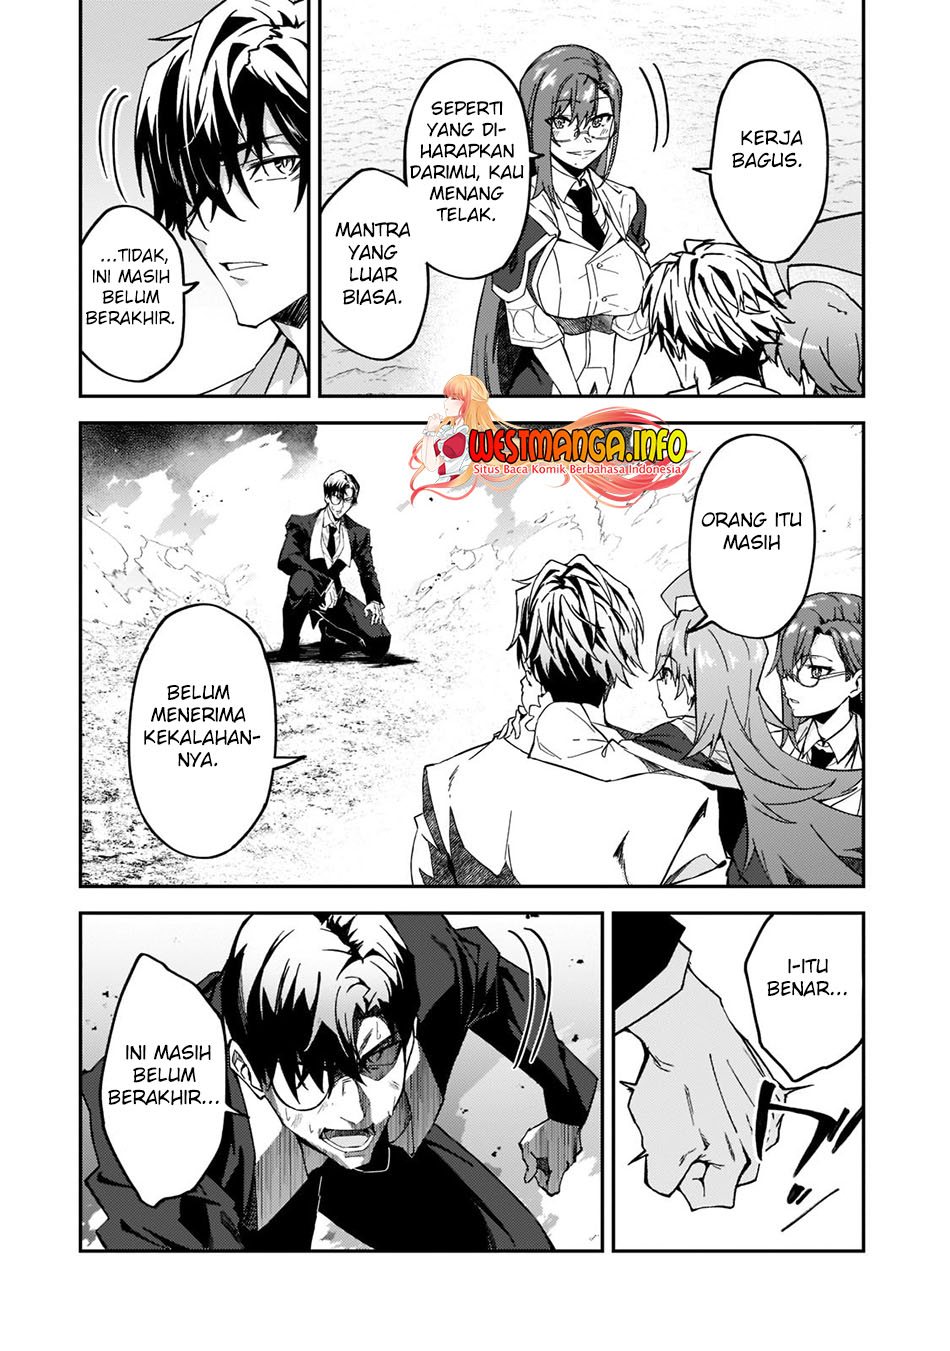 KERJA
BAGUS.
SEPERTI
YANG DI-
HARAPKAN
DARIMU, KAU
MENANG
TELAK.
MANTRA
YANG
LUAR
BIASA.
...TIDAK,
INI MASIH
BELUM
BERAKHIR.
WESTMANGA.INFO
Situs Baca Komik Berbahasa Indonesia
ORANG ITU
MASIH
BELUM
MENERIMA
KEKALAHAN-
NYA.
I-ITU
BENAR...
INI MASIH
BELUM
BERAKHIR...